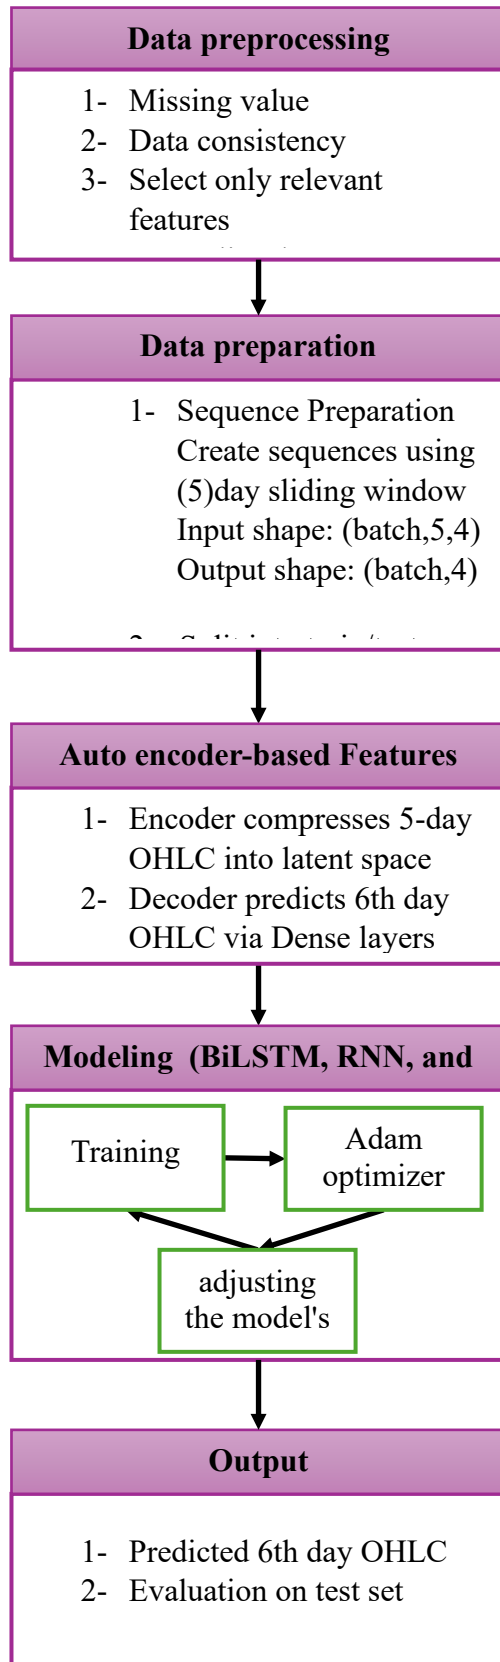 Data preprocessing
1- Missing value
2- Data consistency
3- Select only relevant
features
Data preparation
1- Sequence Preparation
Create sequences using
(5)day sliding window
Input shape: (batch,5,4)
Output shape: (batch,4)
Auto encoder-based Features
1- Encoder compresses 5-day
OHLC into latent space
2- Decoder predicts 6th day
OHLC via Dense layers
Modeling (BiLSTM, RNN, and
Training
Adam
optimizer
adjusting
the model's
Output
1- Predicted 6th day OHLC
2- Evaluation on test set